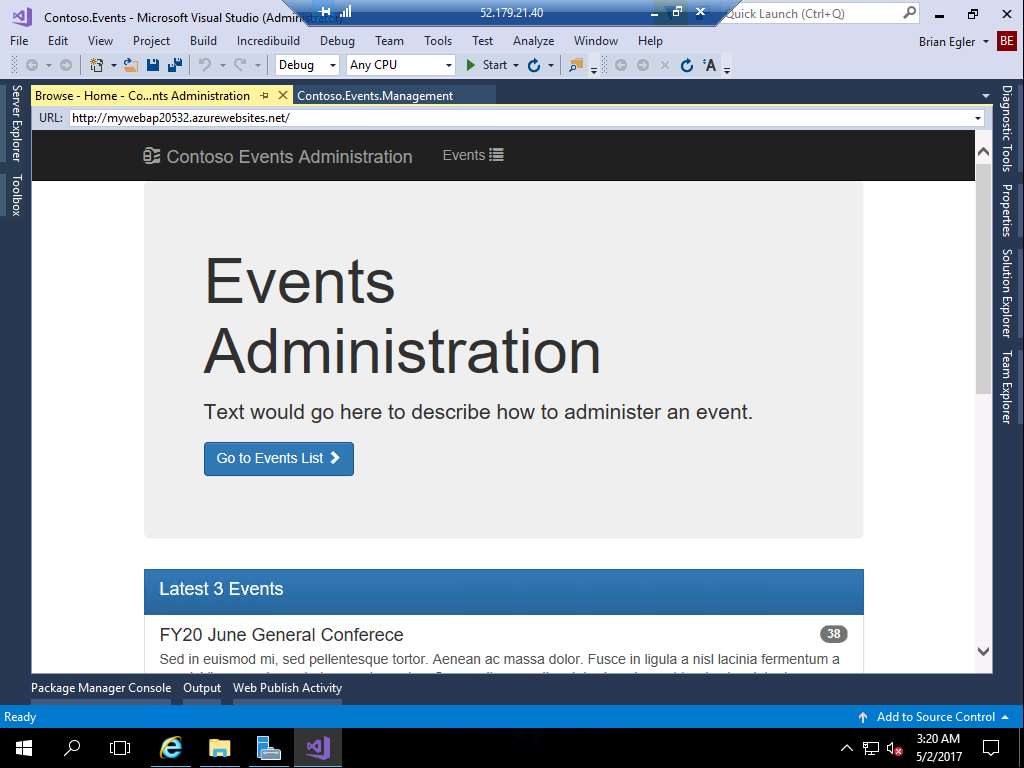 Contoso.Events - Microsoft Visual Studio
52.179.21.40
Quick Launch (Ctrl+Q)
File Edit View Project Build Incredibuild Debug Team Tools Test Analyze Window Help
Brian Egler BE
Debug Any CPU Start
Browse - Home - Co...nts Administration Contoso.Events.Management
URL: http://mywebap20532.azurewebsites.net/
Server Explorer
Toolbox
Diagnostic Tools
Properties
Solution Explorer
Team Explorer
Contoso Events Administration Events
Events
Administration
Text would go here to describe how to administer an event.
Go to Events List
Latest 3 Events
FY20 June General Conferece 38
Sed in euismod mi, sed pellentesque tortor. Aenean ac massa dolor. Fusce in ligula a nisl lacinia fermentum a
Package Manager Console Output Web Publish Activity
Ready Add to Source Control
3:20 AM
5/2/2017